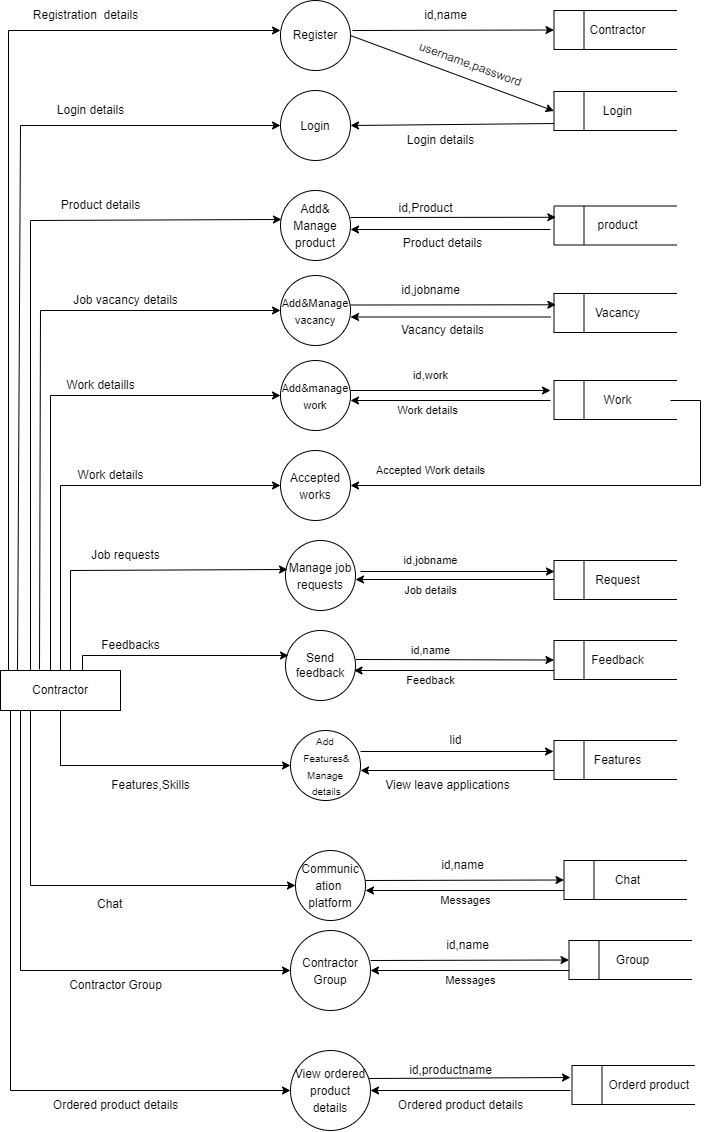 Registration details
Register
id,name
Contractor
username,password
Login details
Login
Login
Login details
Product details
Add&
Manage
product
id,Product
Product details
product
Job vacancy details
Add&Manage
vacancy
id,jobname
Vacancy details
Vacancy
Work detaills
Add&manage
work
id,work
Work details
Work
Work details
Accepted
works
Accepted Work details
Job requests
Manage job
requests
id,jobname
Job details
Request
Feedbacks
Send
feedback
id,name
Feedback
Feedback
Contractor
Features,Skills
Add
Features&
Manage
details
lid
View leave applications
Features
Chat
Communic
ation
platform
id,name
Messages
Chat
Contractor Group
Contractor
Group
id,name
Messages
Group
Ordered product details
View ordered
product
details
id,productname
Ordered product details
Orderd product